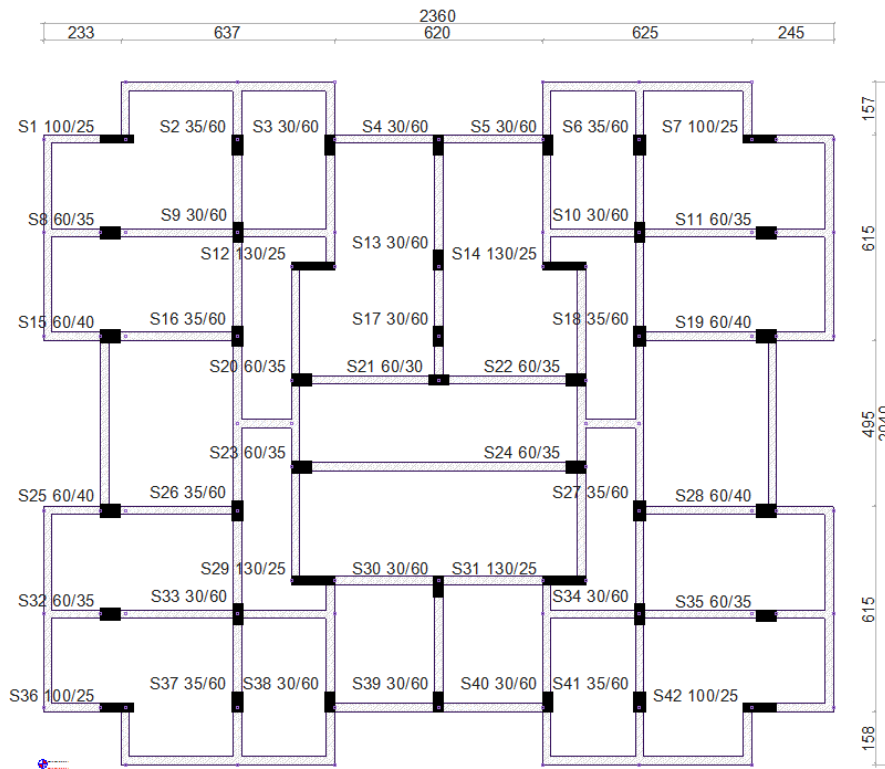 2360
233 637 620 625 245
157
S1 100/25 S2 35/60 S3 30/60 S4 30/60 S5 30/60 S6 35/60 S7 100/25
S8 60/35 S9 30/60 S10 30/60 S11 60/35
615
S12 130/25 S13 30/60 S14 130/25
S15 60/40 S16 35/60 S17 30/60 S18 35/60 S19 60/40
S20 60/35 S21 60/30 S22 60/35
495
S23 60/35 S24 60/35
S25 60/40 S26 35/60 S27 35/60 S28 60/40
S29 130/25 S30 30/60 S31 130/25
S32 60/35 S33 30/60 S34 30/60 S35 60/35
615
S36 100/25 S37 35/60 S38 30/60 S39 30/60 S40 30/60 S41 35/60 S42 100/25
158